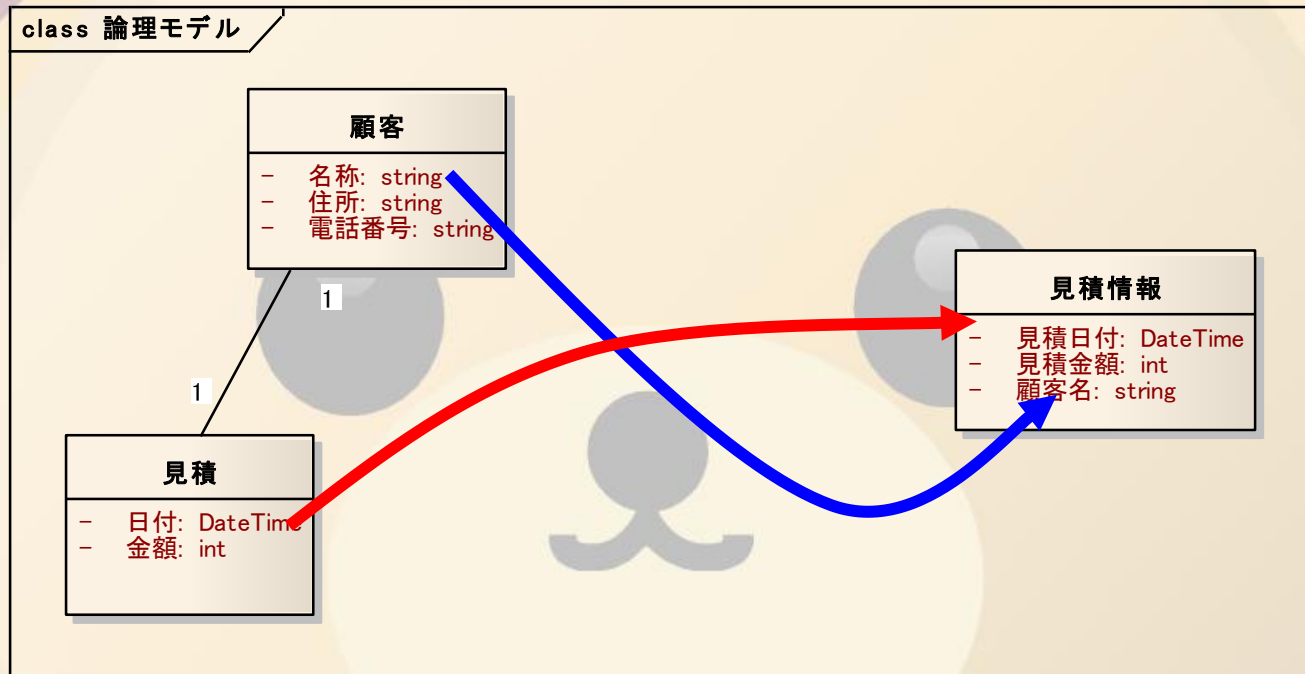 class 論理モデル
顧客
- 名称: string
- 住所: string
- 電話番号: string
1
1
見積
- 日付: DateTime
- 金額: int
見積情報
- 見積日付: DateTime
- 見積金額: int
- 顧客名: string